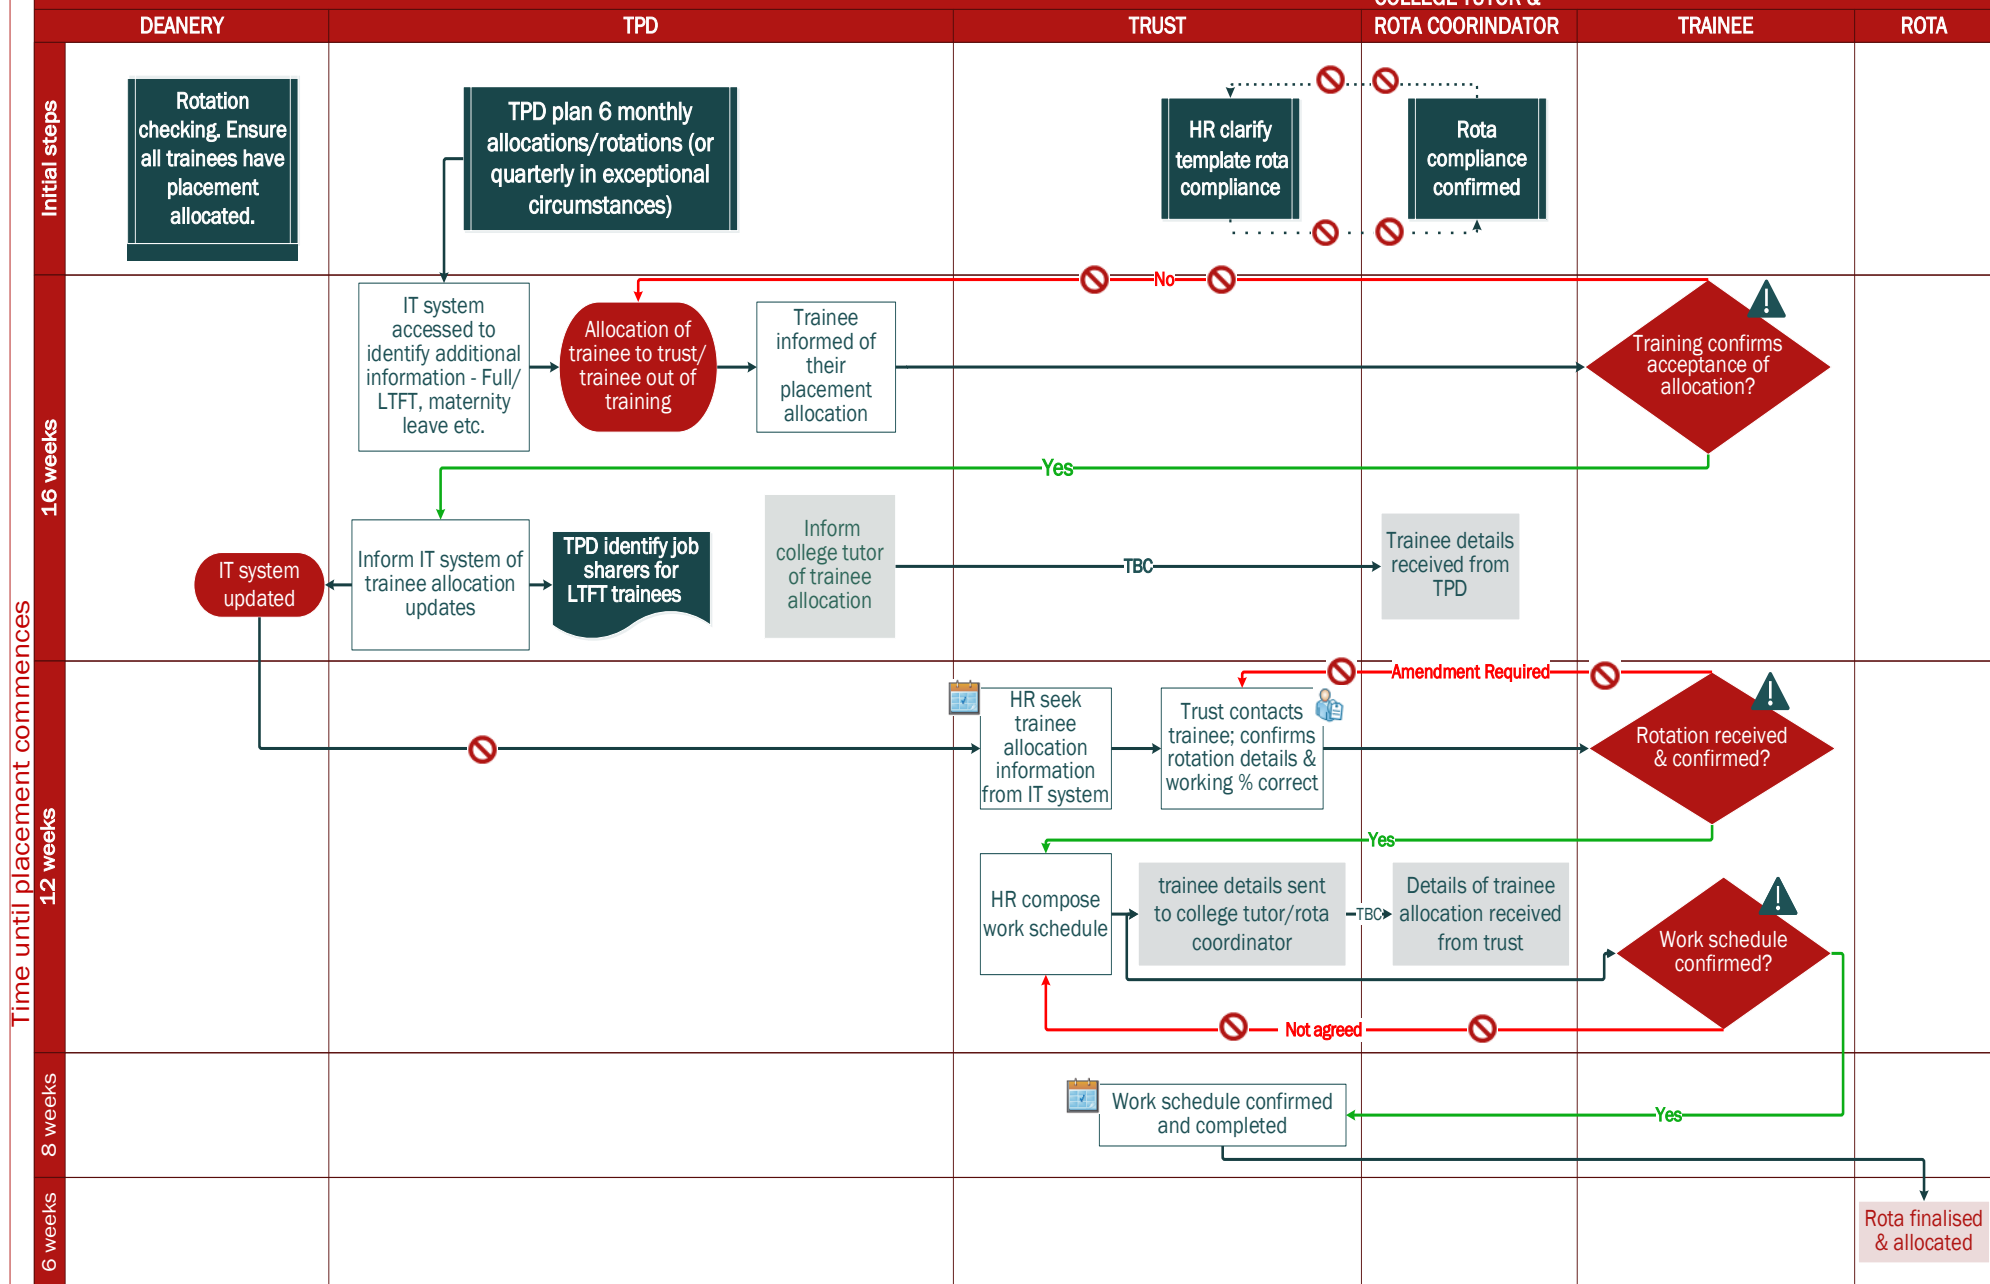 COLLEGE TUTOR &
DEANERY
TPD
TRUST
ROTA COORINDATOR
TRAINEE
ROTA
Time until placement commences
Initial steps
Rotation
checking. Ensure
all trainees have
placement
allocated.
TPD plan 6 monthly
allocations/rotations (or
quarterly in exceptional
circumstances)
HR clarify
template rota
compliance
Rota
compliance
confirmed
16 weeks
No
IT system
accessed to
identify additional
information - Full/
LTFT, maternity
leave etc.
Allocation of
trainee to trust/
trainee out of
training
Trainee
informed of
their
placement
allocation
Training confirms
acceptance of
allocation?
Yes
IT system
updated
Inform IT system of
trainee allocation
updates
TPD identify job
sharers for
LTFT trainees
Inform
college tutor
of trainee
allocation
TBC
Trainee details
received from
TPD
12 weeks
Amendment Required
HR seek
trainee
allocation
information
from IT system
Trust contacts
trainee; confirms
rotation details &
working % correct
Rotation received
& confirmed?
Yes
HR compose
work schedule
trainee details sent
to college tutor/rota
coordinator
TBC
Details of trainee
allocation received
from trust
Work schedule
confirmed?
Not agreed
8 weeks
Work schedule confirmed
and completed
Yes
6 weeks
Rota finalised
& allocated